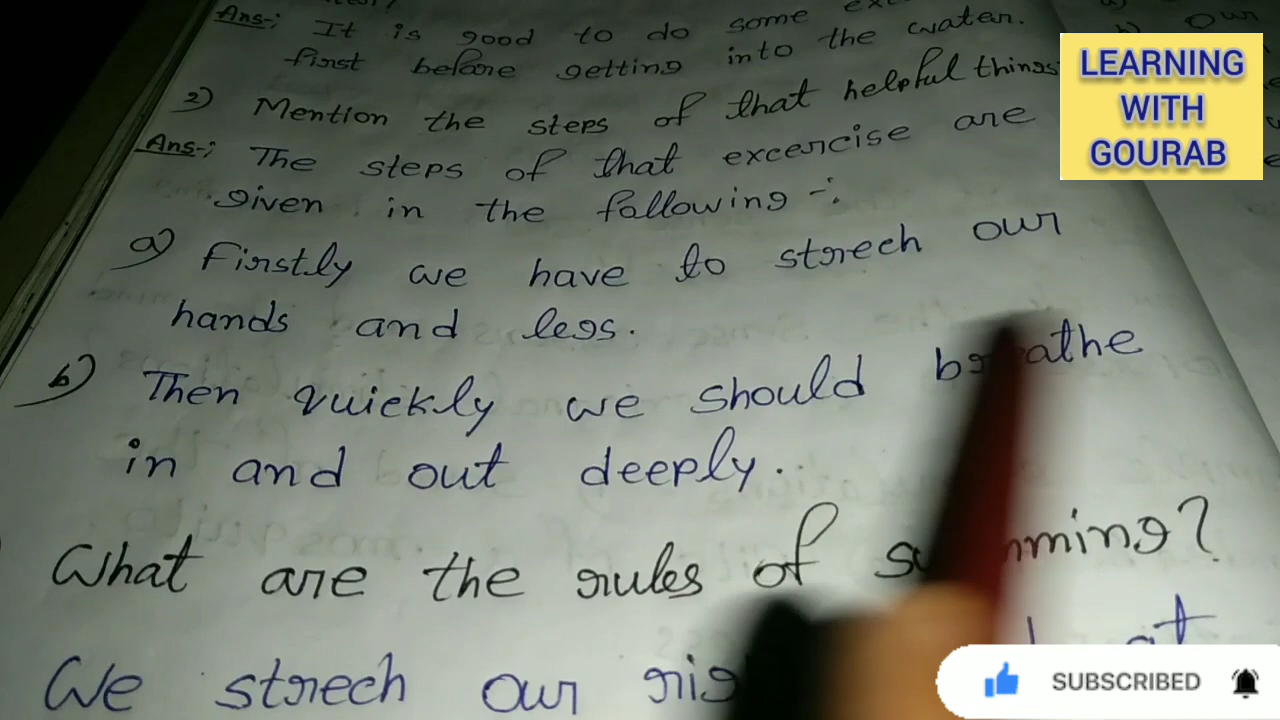 Ans-: It is good to do some
first before getting into the water.
2) Mention the steps of that helpful things
Ans-: The steps of that excercise are
given in the following -:
a) Firstly we have to strech our
hands and legs.
b) Then quickly we should breathe
in and out deeply.
What are the rules of swimming?
We strech our
our
LEARNING
WITH
GOURAB
SUBSCRIBED